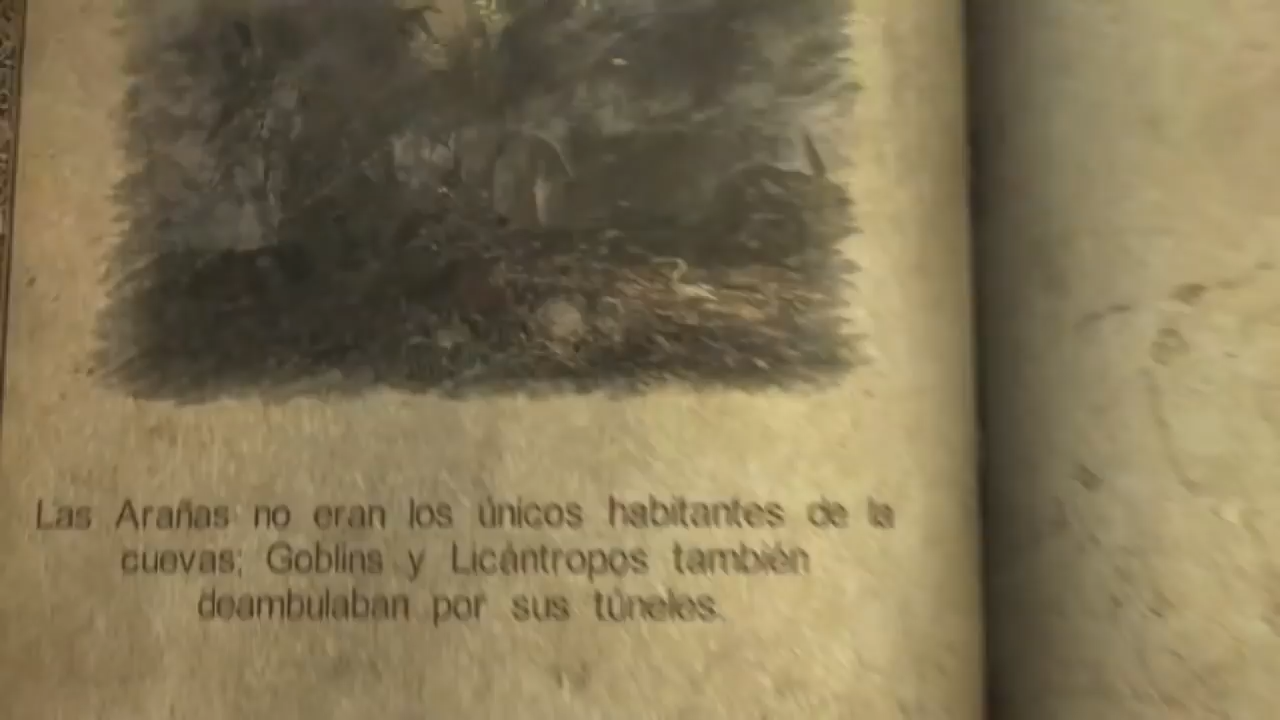 Las Arañas no eran los únicos habitantes de la
cuevas; Goblins y Licántropos también
deambulaban por sus túneles.